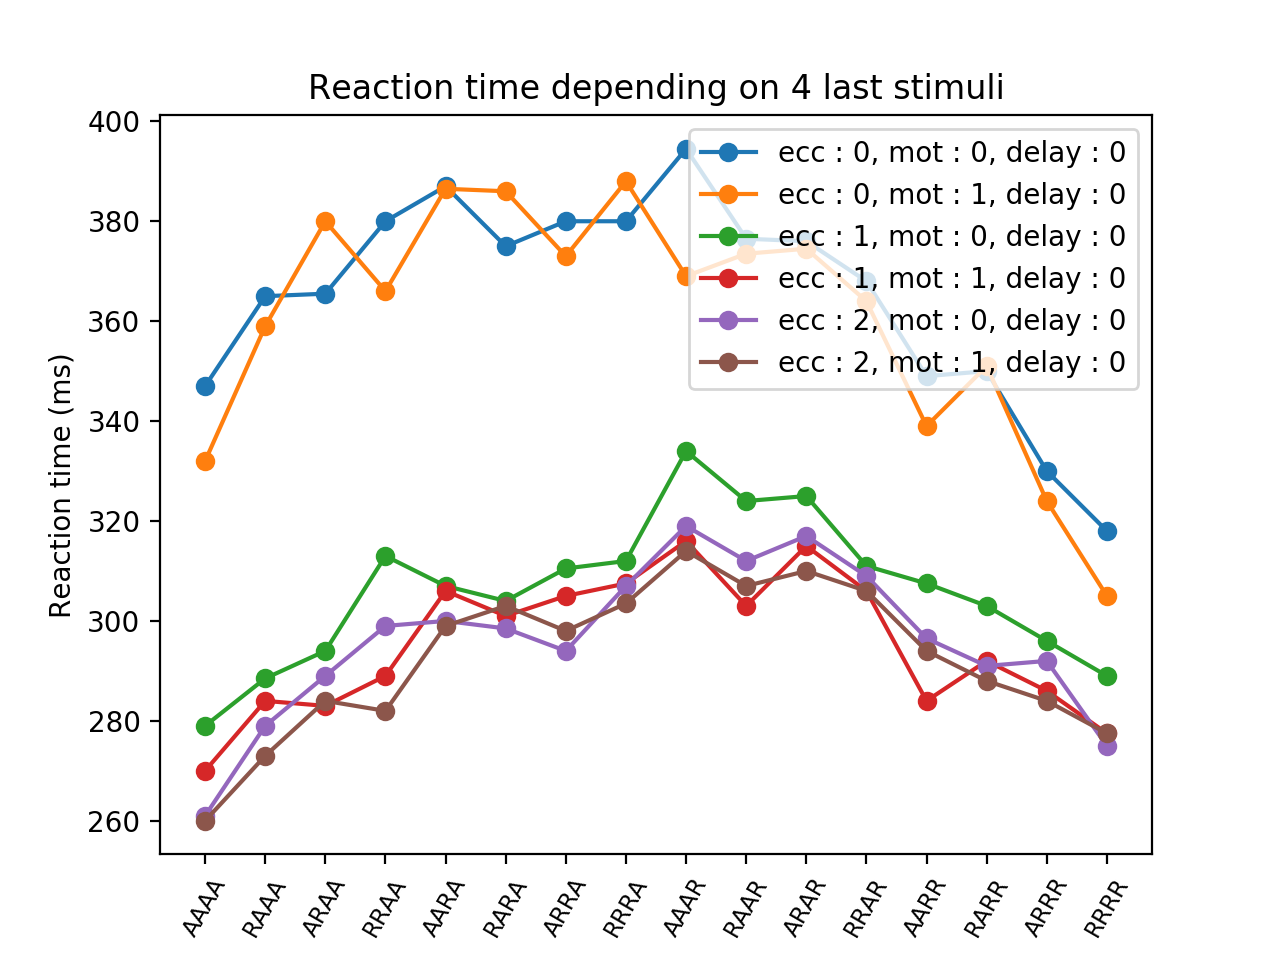 Reaction time depending on 4 last stimuli
400
380
360
340
320
300
280
260
Reaction time (ms)
ecc : 0, mot : 0, delay : 0
ecc : 0, mot : 1, delay : 0
ecc : 1, mot : 0, delay : 0
ecc : 1, mot : 1, delay : 0
ecc : 2, mot : 0, delay : 0
ecc : 2, mot : 1, delay : 0
AAAA
RAAA
ARAA
RRAA
AARA
RARA
ARRA
RRRA
AAAR
RAAR
ARAR
RRAR
AARR
RARR
ARRR
RRRR